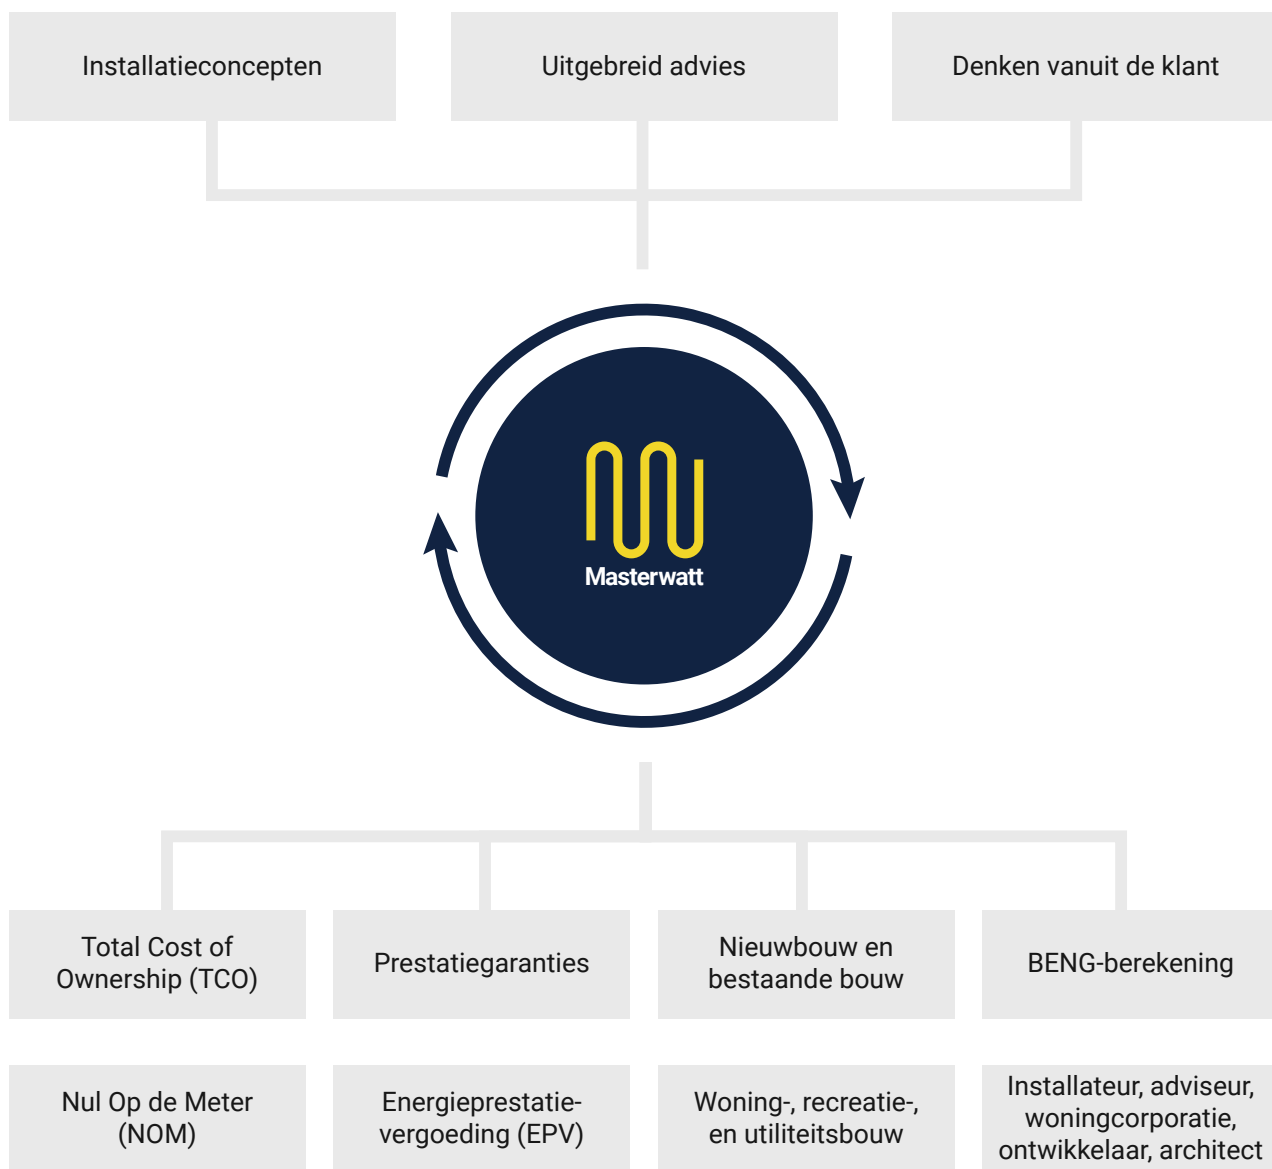 Installatieconcepten
Uitgebreid advies
Denken vanuit de klant
Masterwatt
Total Cost of
Ownership (TCO)
Prestatiegaranties
Nieuwbouw en
bestaande bouw
BENG-berekening
Nul Op de Meter
(NOM)
Energieprestatie-
vergoeding (EPV)
Woning-, recreatie-,
en utiliteitsbouw
Installateur, adviseur,
woningcorporatie,
ontwikkelaar, architect